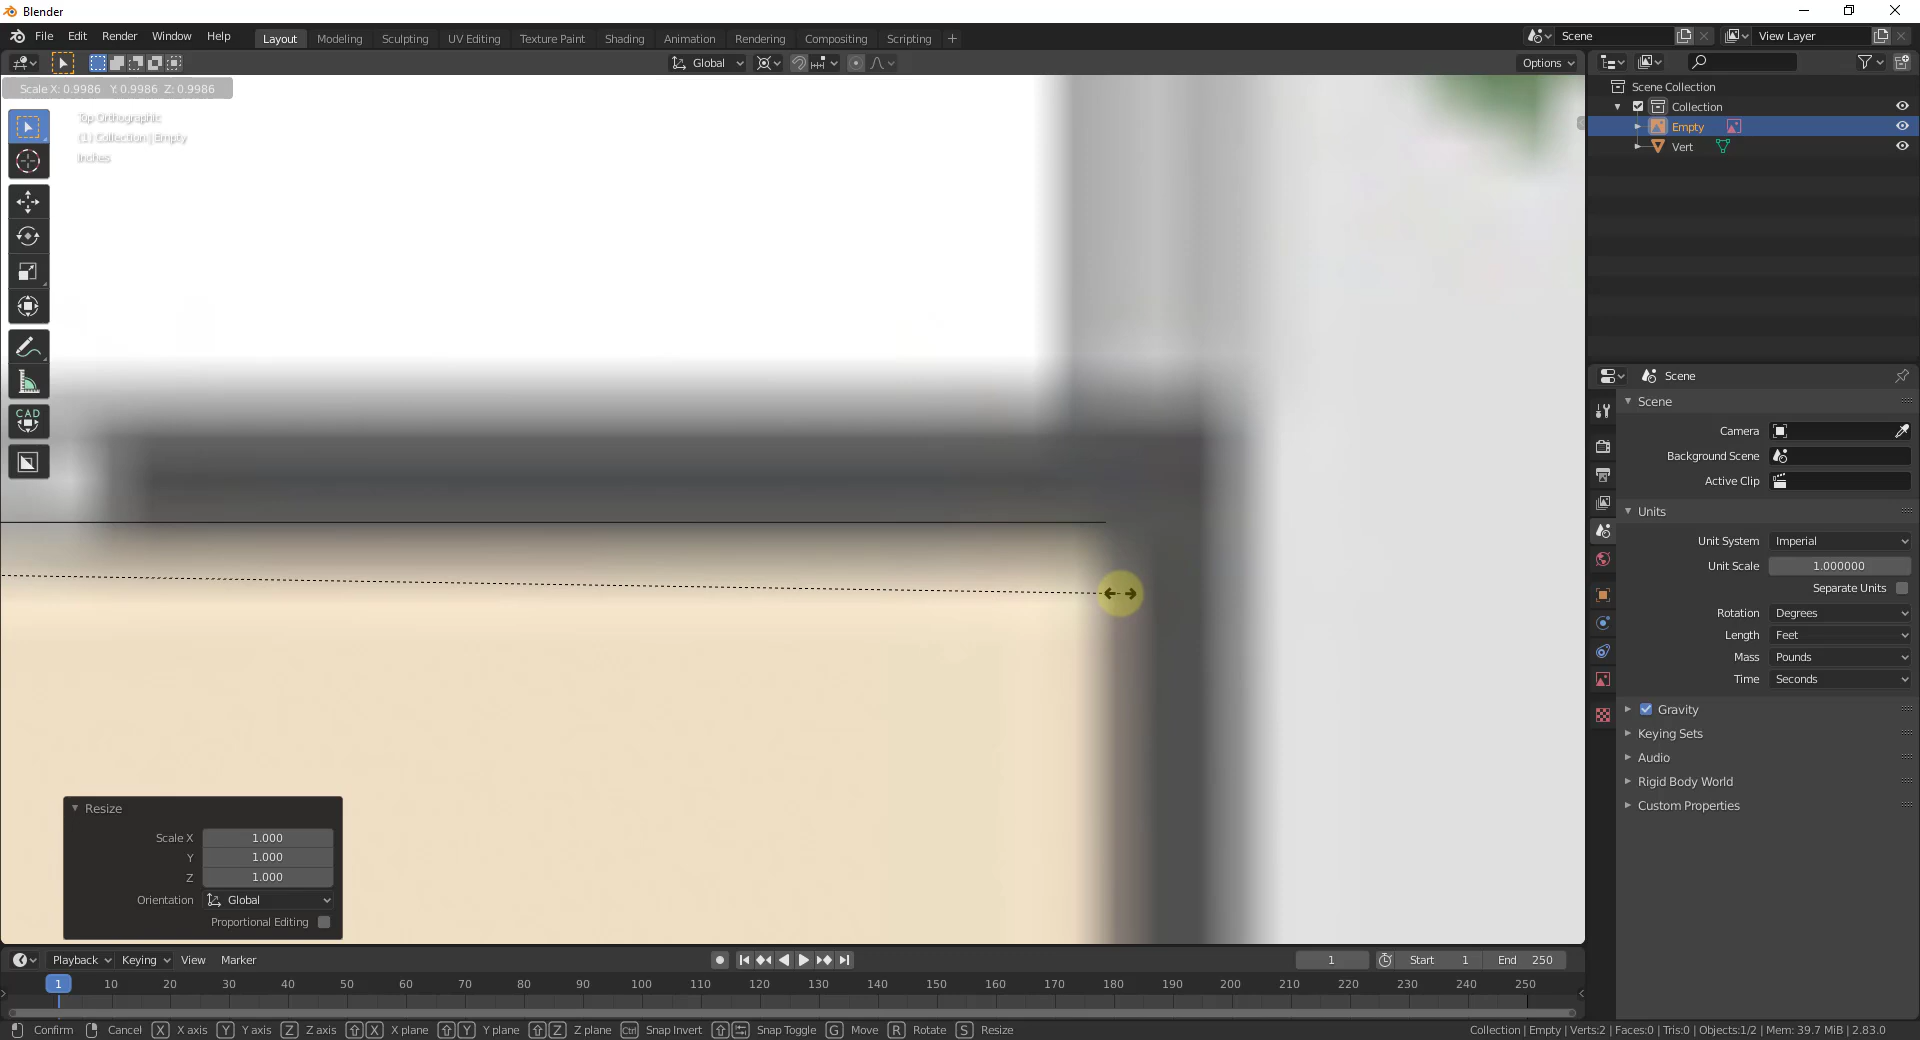 Blender
File Edit Render Window Help Layout Modeling Sculpting UV Editing Texture Paint Shading Animation Rendering Compositing Scripting + Scene View Layer
Global Options
Scale X: 0.9986 Y: 0.9986 Z: 0.9986
Top Orthographic
(1) Collection | Empty
Inches
CAD
Scene Collection
Collection
Empty
Vert
Scene
Scene
Camera
Background Scene
Active Clip
Units
Unit System Imperial
Unit Scale 1.000000
Separate Units
Rotation Degrees
Length Feet
Mass Pounds
Time Seconds
Gravity
Keying Sets
Audio
Rigid Body World
Custom Properties
Resize
Scale X 1.000
Y 1.000
Z 1.000
Orientation Global
Proportional Editing
Playback Keying View Marker 1 Start 1 End 250
1 10 20 30 40 50 60 70 80 90 100 110 120 130 140 150 160 170 180 190 200 210 220 230 240 250
Confirm Cancel X X axis Y Y axis Z Z axis X X plane Y Y plane Z Z plane Ctrl Snap Invert Snap Toggle G Move R Rotate S Resize Collection | Empty | Verts:2 | Faces:0 | Tris:0 | Objects:1/2 | Mem: 39.7 MiB | 2.83.0